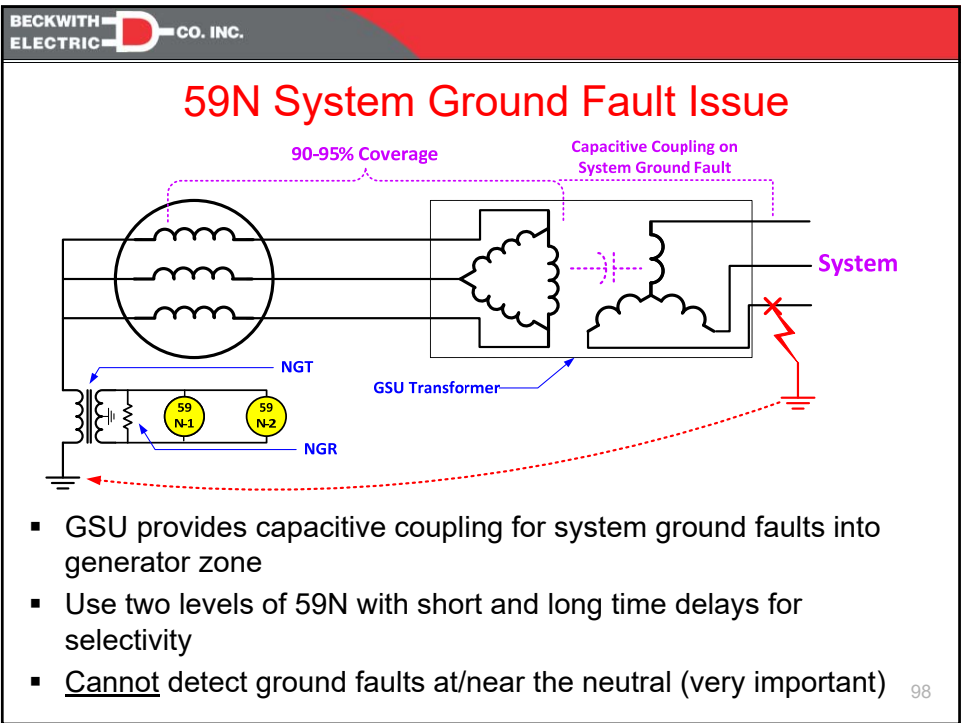 BECKWITH
ELECTRIC
CO. INC.
59N System Ground Fault Issue
90-95% Coverage
Capacitive Coupling on
System Ground Fault
System
NGT
GSU Transformer
59
N-1
59
N-2
NGR
▪ GSU provides capacitive coupling for system ground faults into
generator zone
▪ Use two levels of 59N with short and long time delays for
selectivity
▪ Cannot detect ground faults at/near the neutral (very important)
98